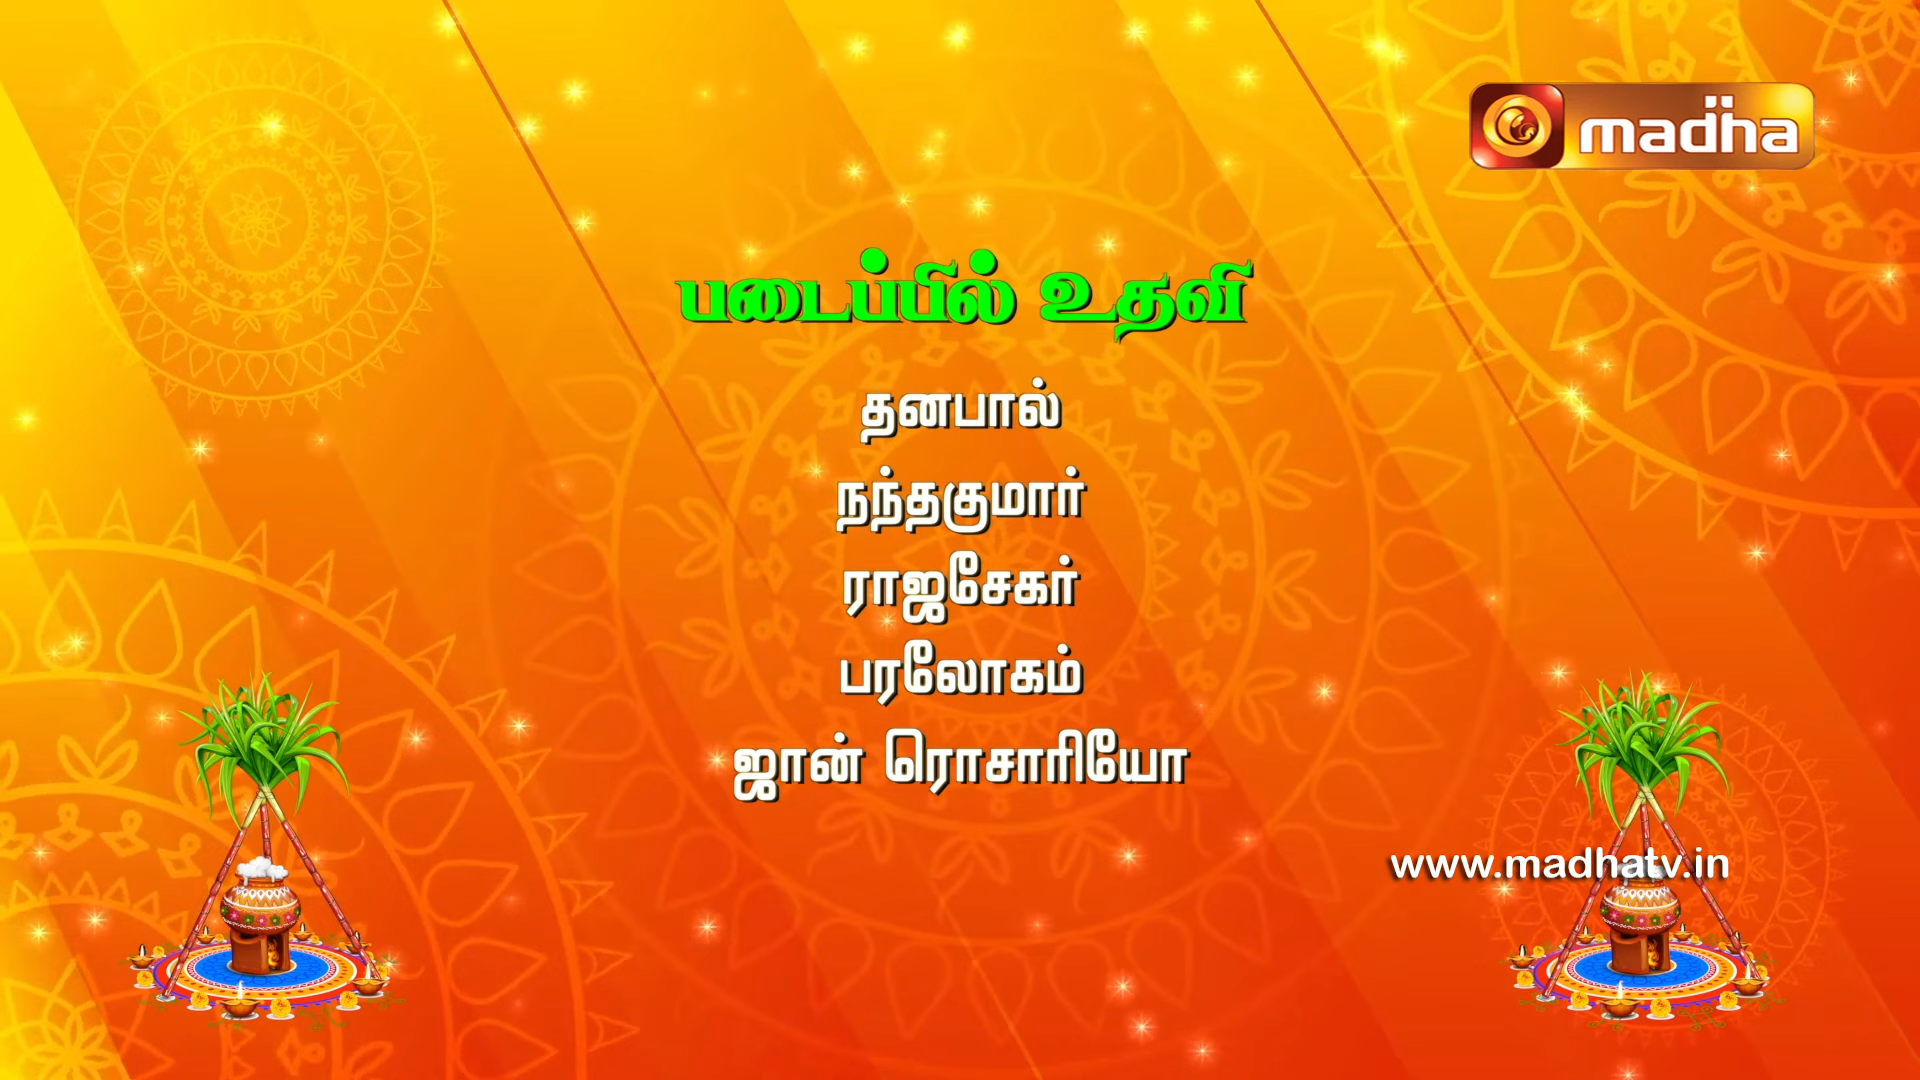 madha
படைப்பில் உதவி
தனபால்
நந்தகுமார்
ராஜசேகர்
பரலோகம்
ஜான் ரொசாரியோ
www.madhatv.in